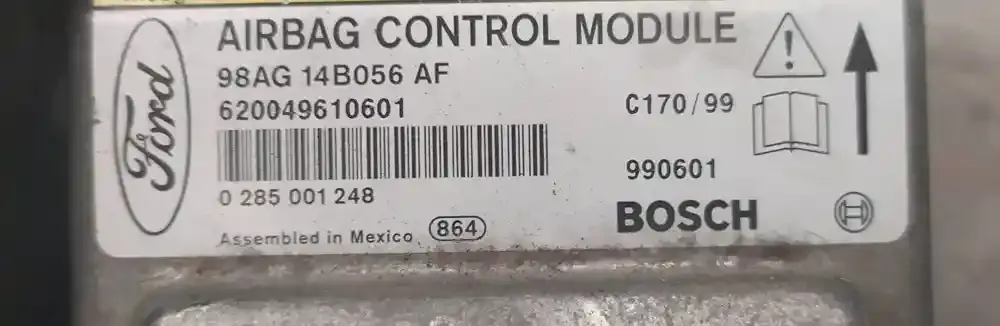 Ford
AIRBAG CONTROL MODULE
98AG 14B056 AF
620049610601
C170/99
0 285 001 248
990601
Assembled in Mexico
864
BOSCH